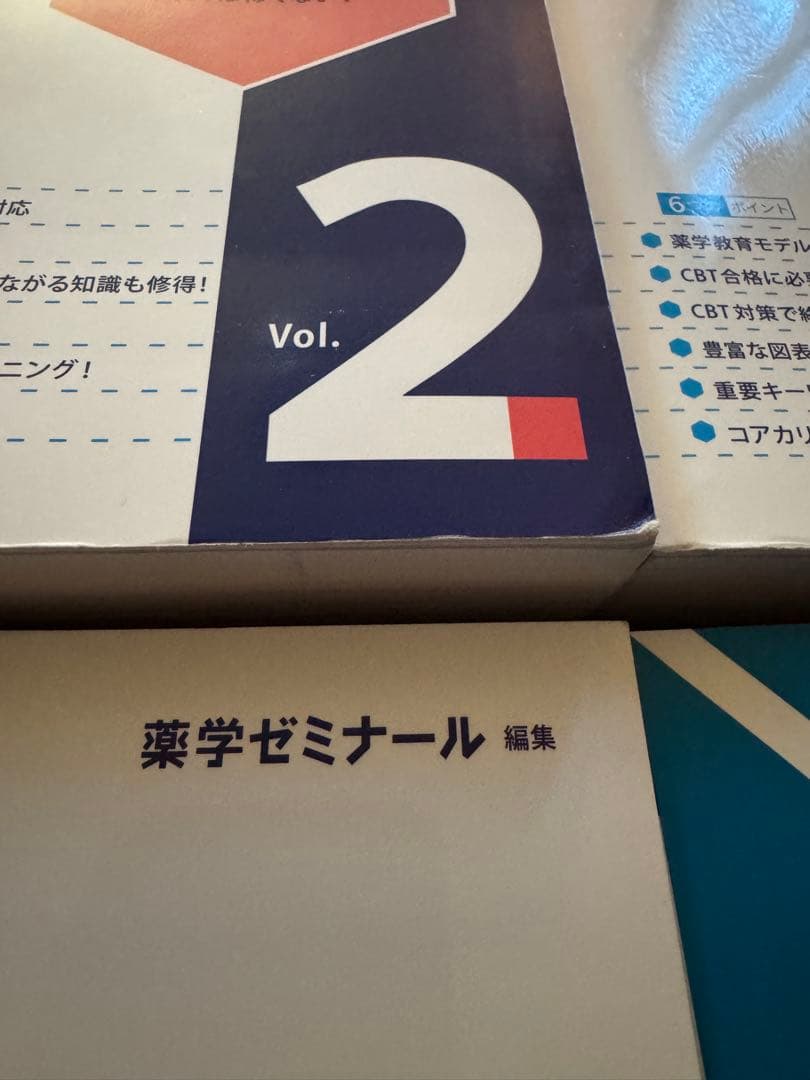 対応
ながる知識も修得!
ニング!
Vol.
2
ポイント
薬学教育モデル
CBT合格に必
CBT対策で
豊富な図表
重要キー
コアカリ
薬学ゼミナール 編集